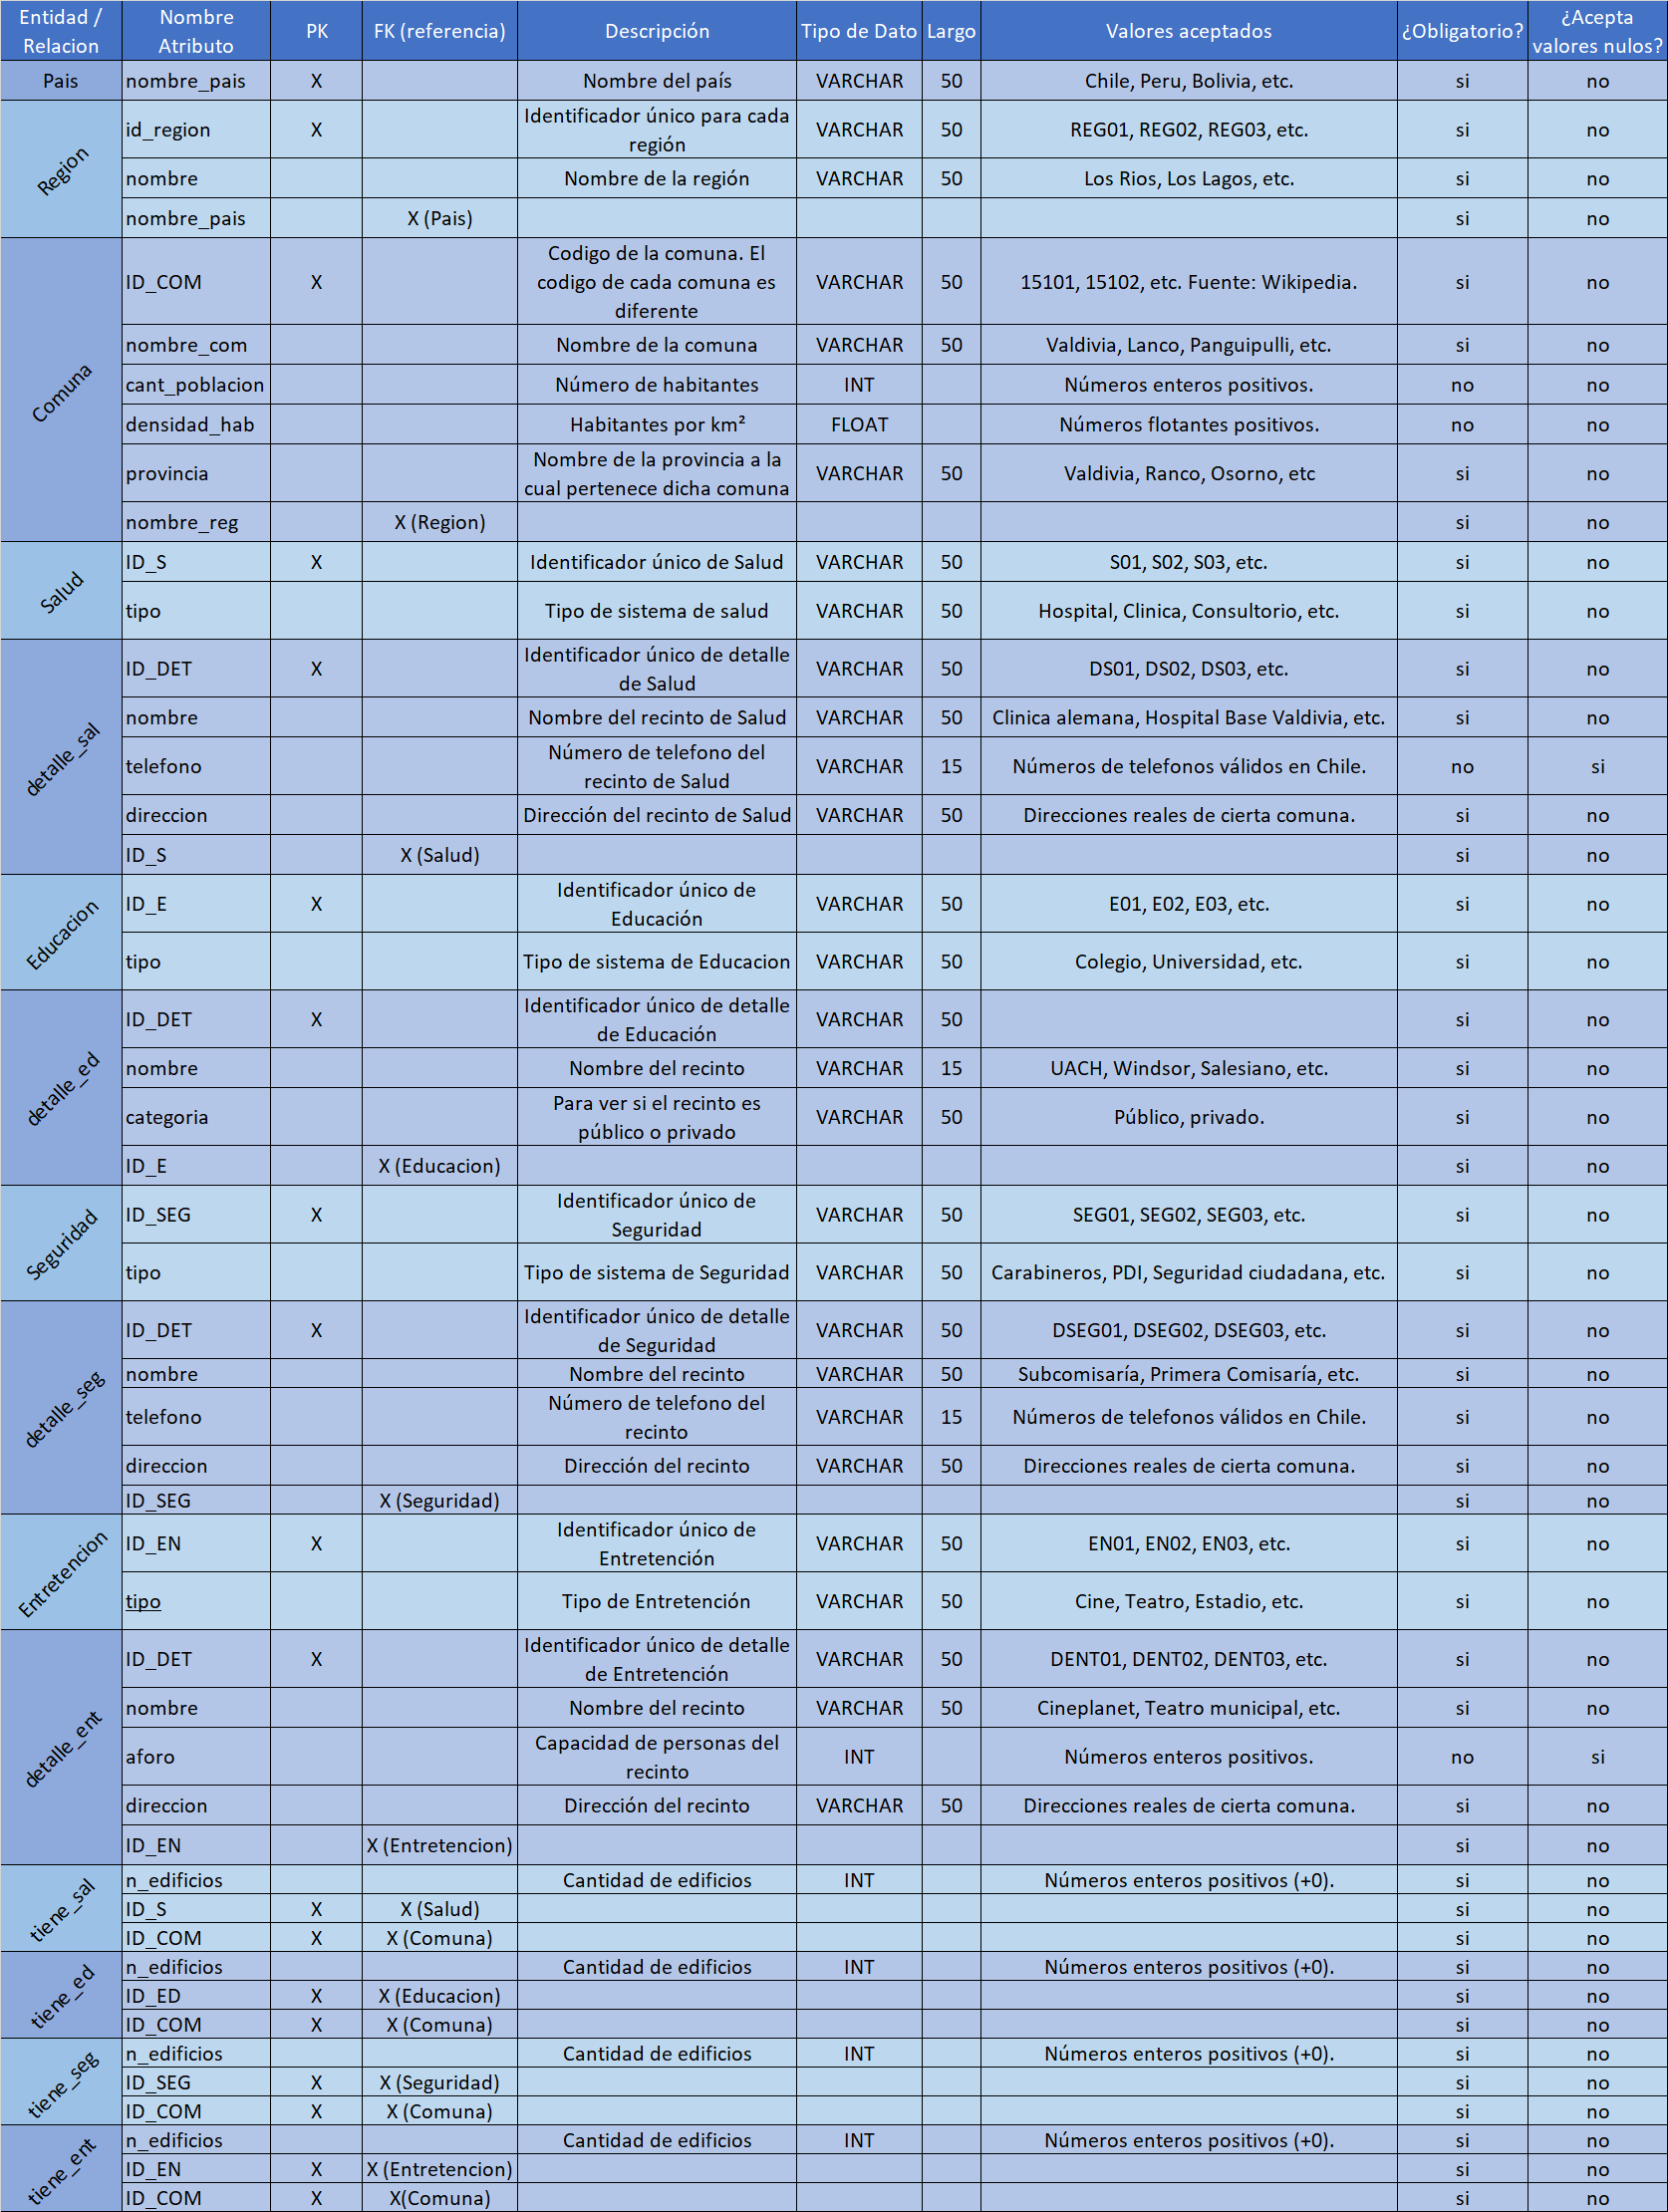 Entidad / Relacion | Nombre Atributo | PK | FK (referencia) | Descripción | Tipo de Dato | Largo | Valores aceptados | ¿Obligatorio? | ¿Acepta valores nulos?
Pais | nombre_pais | X | | Nombre del país | VARCHAR | 50 | Chile, Peru, Bolivia, etc. | si | no
Region | id_region | X | | Identificador único para cada región | VARCHAR | 50 | REG01, REG02, REG03, etc. | si | no
nombre | | | Nombre de la región | VARCHAR | 50 | Los Rios, Los Lagos, etc. | si | no
nombre_pais | | X (Pais) | | | | | si | no
Comuna | ID_COM | X | | Codigo de la comuna. El codigo de cada comuna es diferente | VARCHAR | 50 | 15101, 15102, etc. Fuente: Wikipedia. | si | no
nombre_com | | | Nombre de la comuna | VARCHAR | 50 | Valdivia, Lanco, Panguipulli, etc. | si | no
cant_poblacion | | | Número de habitantes | INT | | Números enteros positivos. | no | no
densidad_hab | | | Habitantes por km² | FLOAT | | Números flotantes positivos. | no | no
provincia | | | Nombre de la provincia a la cual pertenece dicha comuna | VARCHAR | 50 | Valdivia, Ranco, Osorno, etc | si | no
nombre_reg | | X (Region) | | | | | si | no
Salud | ID_S | X | | Identificador único de Salud | VARCHAR | 50 | S01, S02, S03, etc. | si | no
tipo | | | Tipo de sistema de salud | VARCHAR | 50 | Hospital, Clinica, Consultorio, etc. | si | no
detalle_sal | ID_DET | X | | Identificador único de detalle de Salud | VARCHAR | 50 | DS01, DS02, DS03, etc. | si | no
nombre | | | Nombre del recinto de Salud | VARCHAR | 50 | Clinica alemana, Hospital Base Valdivia, etc. | si | no
telefono | | | Número de telefono del recinto de Salud | VARCHAR | 15 | Números de telefonos válidos en Chile. | no | si
direccion | | | Dirección del recinto de Salud | VARCHAR | 50 | Direcciones reales de cierta comuna. | si | no
ID_S | | X (Salud) | | | | | si | no
Educacion | ID_E | X | | Identificador único de Educación | VARCHAR | 50 | E01, E02, E03, etc. | si | no
tipo | | | Tipo de sistema de Educacion | VARCHAR | 50 | Colegio, Universidad, etc. | si | no
detalle_ed | ID_DET | X | | Identificador único de detalle de Educación | VARCHAR | 50 | | si | no
nombre | | | Nombre del recinto | VARCHAR | 15 | UACH, Windsor, Salesiano, etc. | si | no
categoria | | | Para ver si el recinto es público o privado | VARCHAR | 50 | Público, privado. | si | no
ID_E | | X (Educacion) | | | | | si | no
Seguridad | ID_SEG | X | | Identificador único de Seguridad | VARCHAR | 50 | SEG01, SEG02, SEG03, etc. | si | no
tipo | | | Tipo de sistema de Seguridad | VARCHAR | 50 | Carabineros, PDI, Seguridad ciudadana, etc. | si | no
detalle_seg | ID_DET | X | | Identificador único de detalle de Seguridad | VARCHAR | 50 | DSEG01, DSEG02, DSEG03, etc. | si | no
nombre | | | Nombre del recinto | VARCHAR | 50 | Subcomisaría, Primera Comisaría, etc. | si | no
telefono | | | Número de telefono del recinto | VARCHAR | 15 | Números de telefonos válidos en Chile. | si | no
direccion | | | Dirección del recinto | VARCHAR | 50 | Direcciones reales de cierta comuna. | si | no
ID_SEG | | X (Seguridad) | | | | | si | no
Entretencion | ID_EN | X | | Identificador único de Entretención | VARCHAR | 50 | EN01, EN02, EN03, etc. | si | no
tipo | | | Tipo de Entretención | VARCHAR | 50 | Cine, Teatro, Estadio, etc. | si | no
detalle_ent | ID_DET | X | | Identificador único de detalle de Entretención | VARCHAR | 50 | DENT01, DENT02, DENT03, etc. | si | no
nombre | | | Nombre del recinto | VARCHAR | 50 | Cineplanet, Teatro municipal, etc. | si | no
aforo | | | Capacidad de personas del recinto | INT | | Números enteros positivos. | no | si
direccion | | | Dirección del recinto | VARCHAR | 50 | Direcciones reales de cierta comuna. | si | no
ID_EN | | X (Entretencion) | | | | | si | no
tiene_sal | n_edificios | | | Cantidad de edificios | INT | | Números enteros positivos (+0). | si | no
ID_S | X | X (Salud) | | | | | si | no
ID_COM | X | X (Comuna) | | | | | si | no
tiene_ed | n_edificios | | | Cantidad de edificios | INT | | Números enteros positivos (+0). | si | no
ID_ED | X | X (Educacion) | | | | | si | no
ID_COM | X | X (Comuna) | | | | | si | no
tiene_seg | n_edificios | | | Cantidad de edificios | INT | | Números enteros positivos (+0). | si | no
ID_SEG | X | X (Seguridad) | | | | | si | no
ID_COM | X | X (Comuna) | | | | | si | no
tiene_ent | n_edificios | | | Cantidad de edificios | INT | | Números enteros positivos (+0). | si | no
ID_EN | X | X (Entretencion) | | | | | si | no
ID_COM | X | X(Comuna) | | | | | si | no